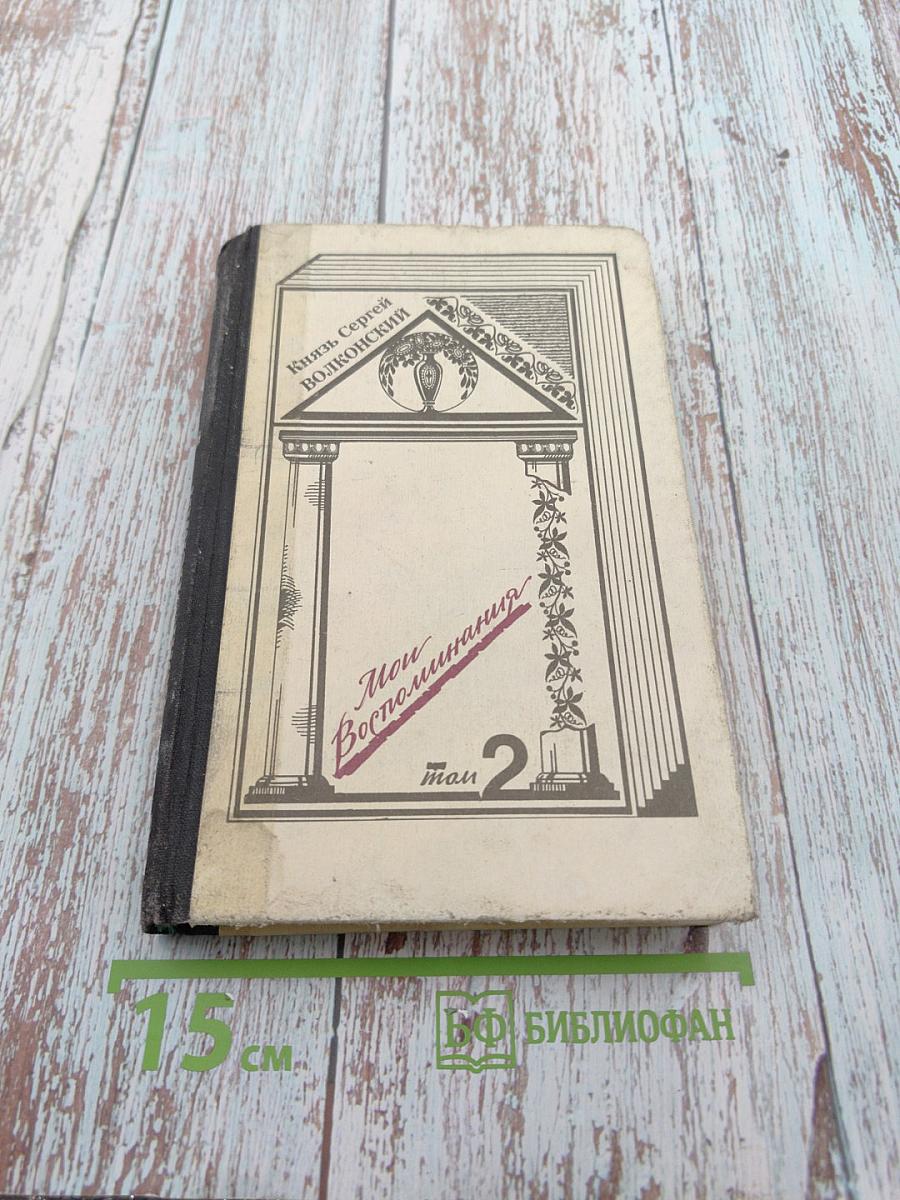 Князь Сергей
ВОЛКОНСКИЙ
Мои
Воспоминания
том 2
15 см
БФ БИБЛИОФАН